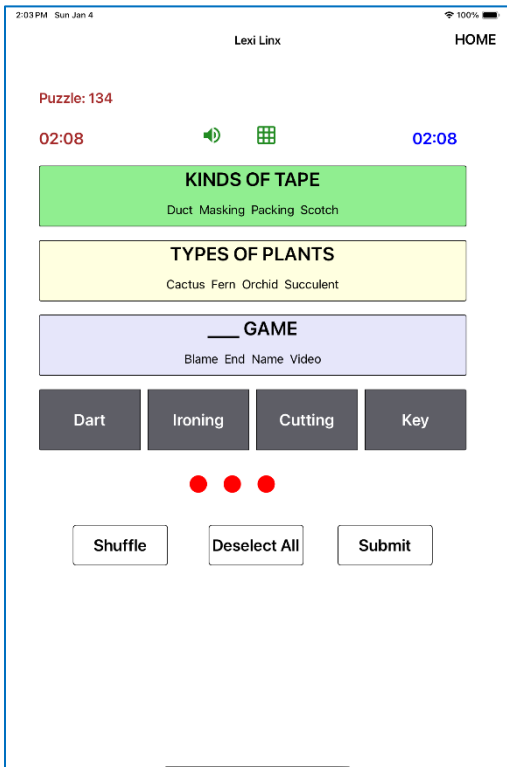 2:03 PM Sun Jan 4 100%
Lexi Linx HOME
Puzzle: 134
02:08 02:08
KINDS OF TAPE
Duct Masking Packing Scotch
TYPES OF PLANTS
Cactus Fern Orchid Succulent
___ GAME
Blame End Name Video
Dart Ironing Cutting Key
Shuffle Deselect All Submit